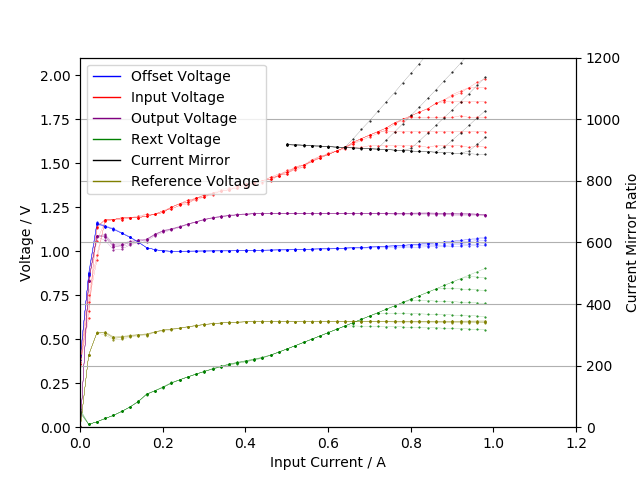 Offset Voltage
Input Voltage
Output Voltage
Rext Voltage
Current Mirror
Reference Voltage
Voltage / V
2.00
1.75
1.50
1.25
1.00
0.75
0.50
0.25
0.00
0.0 0.2 0.4 0.6 0.8 1.0 1.2
Input Current / A
1200
1000
800
600
400
200
0
Current Mirror Ratio